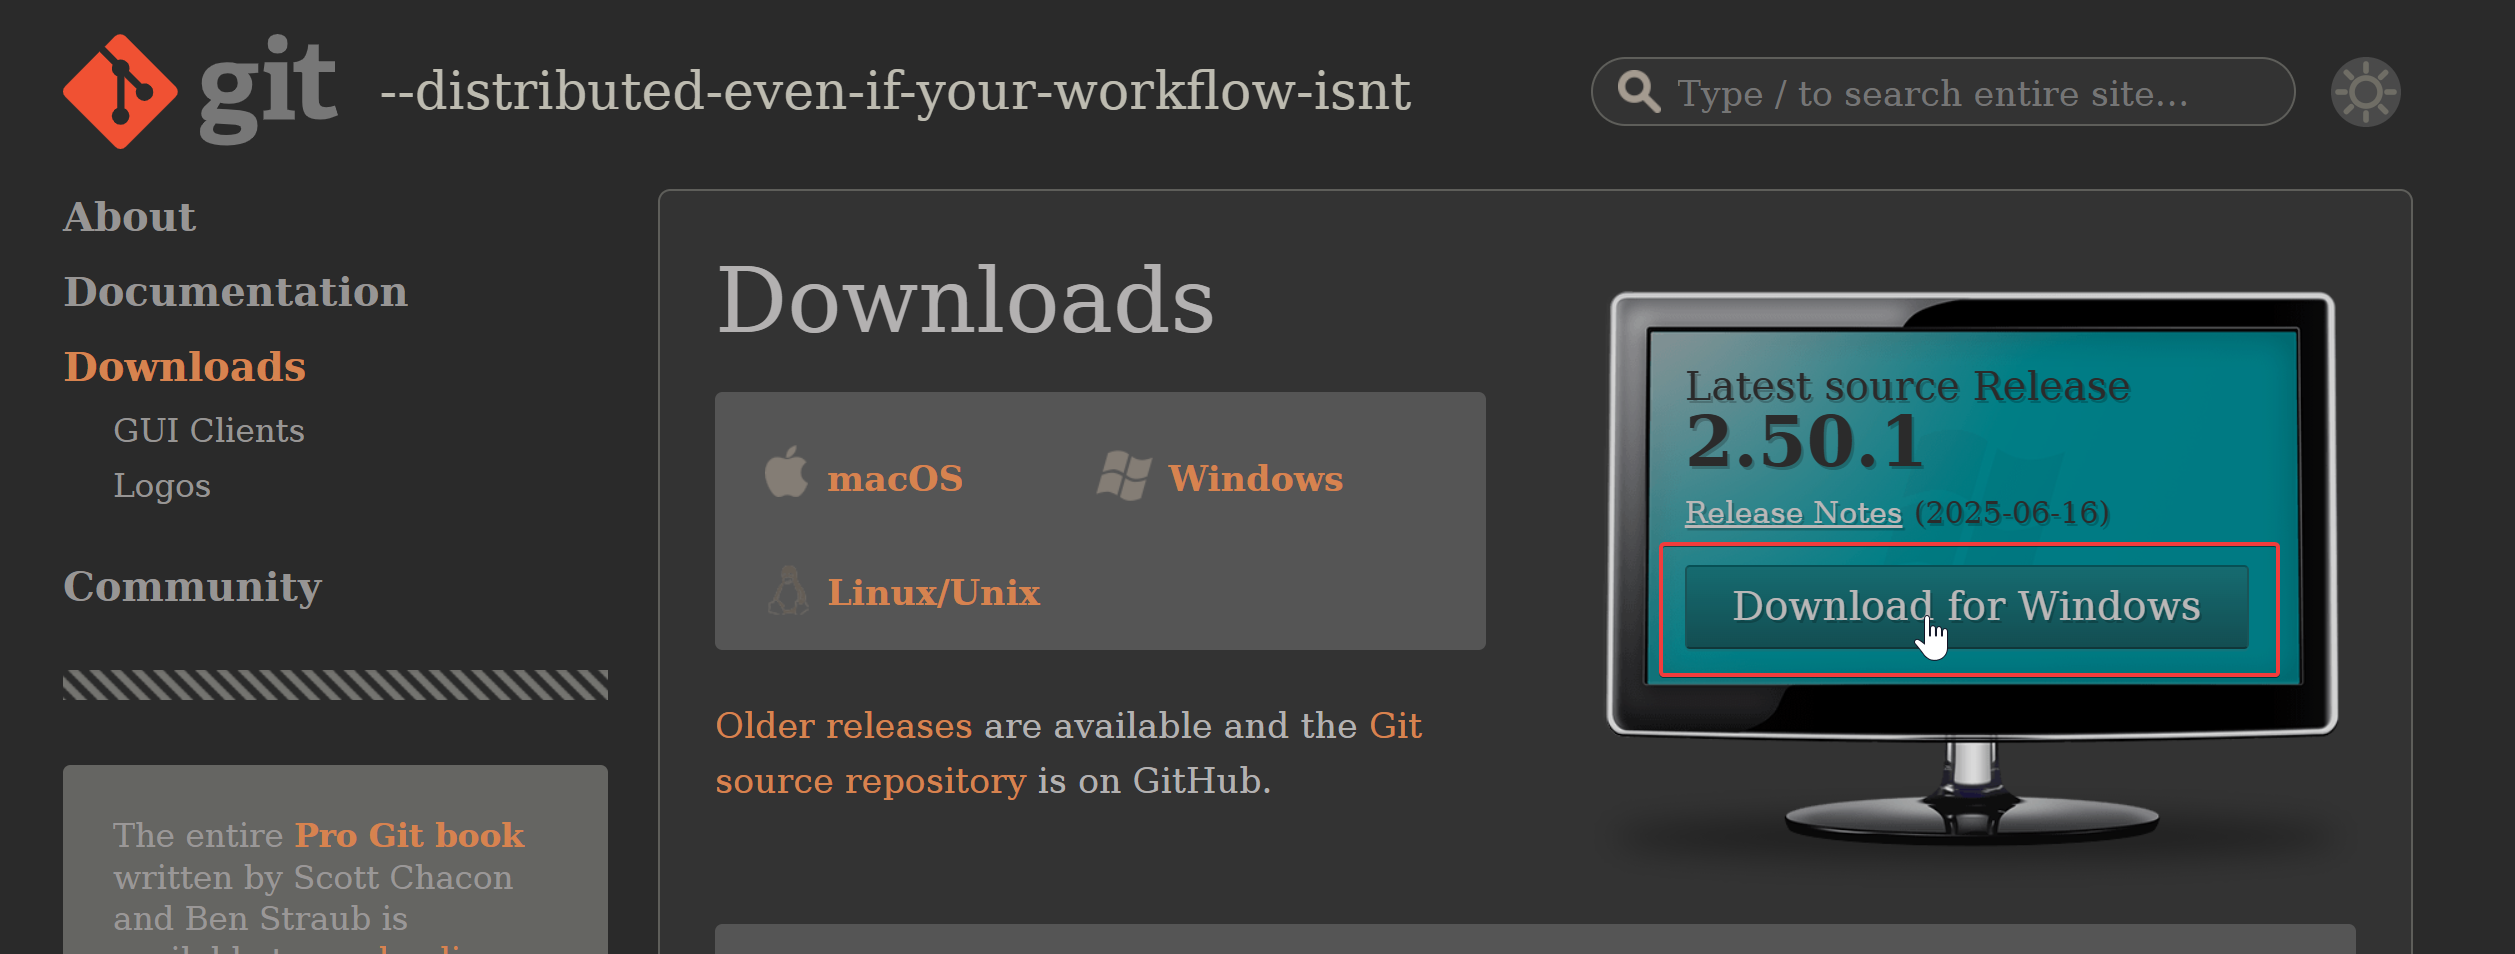 git --distributed-even-if-your-workflow-isnt
Type / to search entire site...
About
Documentation
Downloads
GUI Clients
Logos
Community
The entire Pro Git book
written by Scott Chacon
and Ben Straub is
Downloads
macOS
Windows
Linux/Unix
Older releases are available and the Git
source repository is on GitHub.
Latest source Release
2.50.1
Release Notes (2025-06-16)
Download for Windows